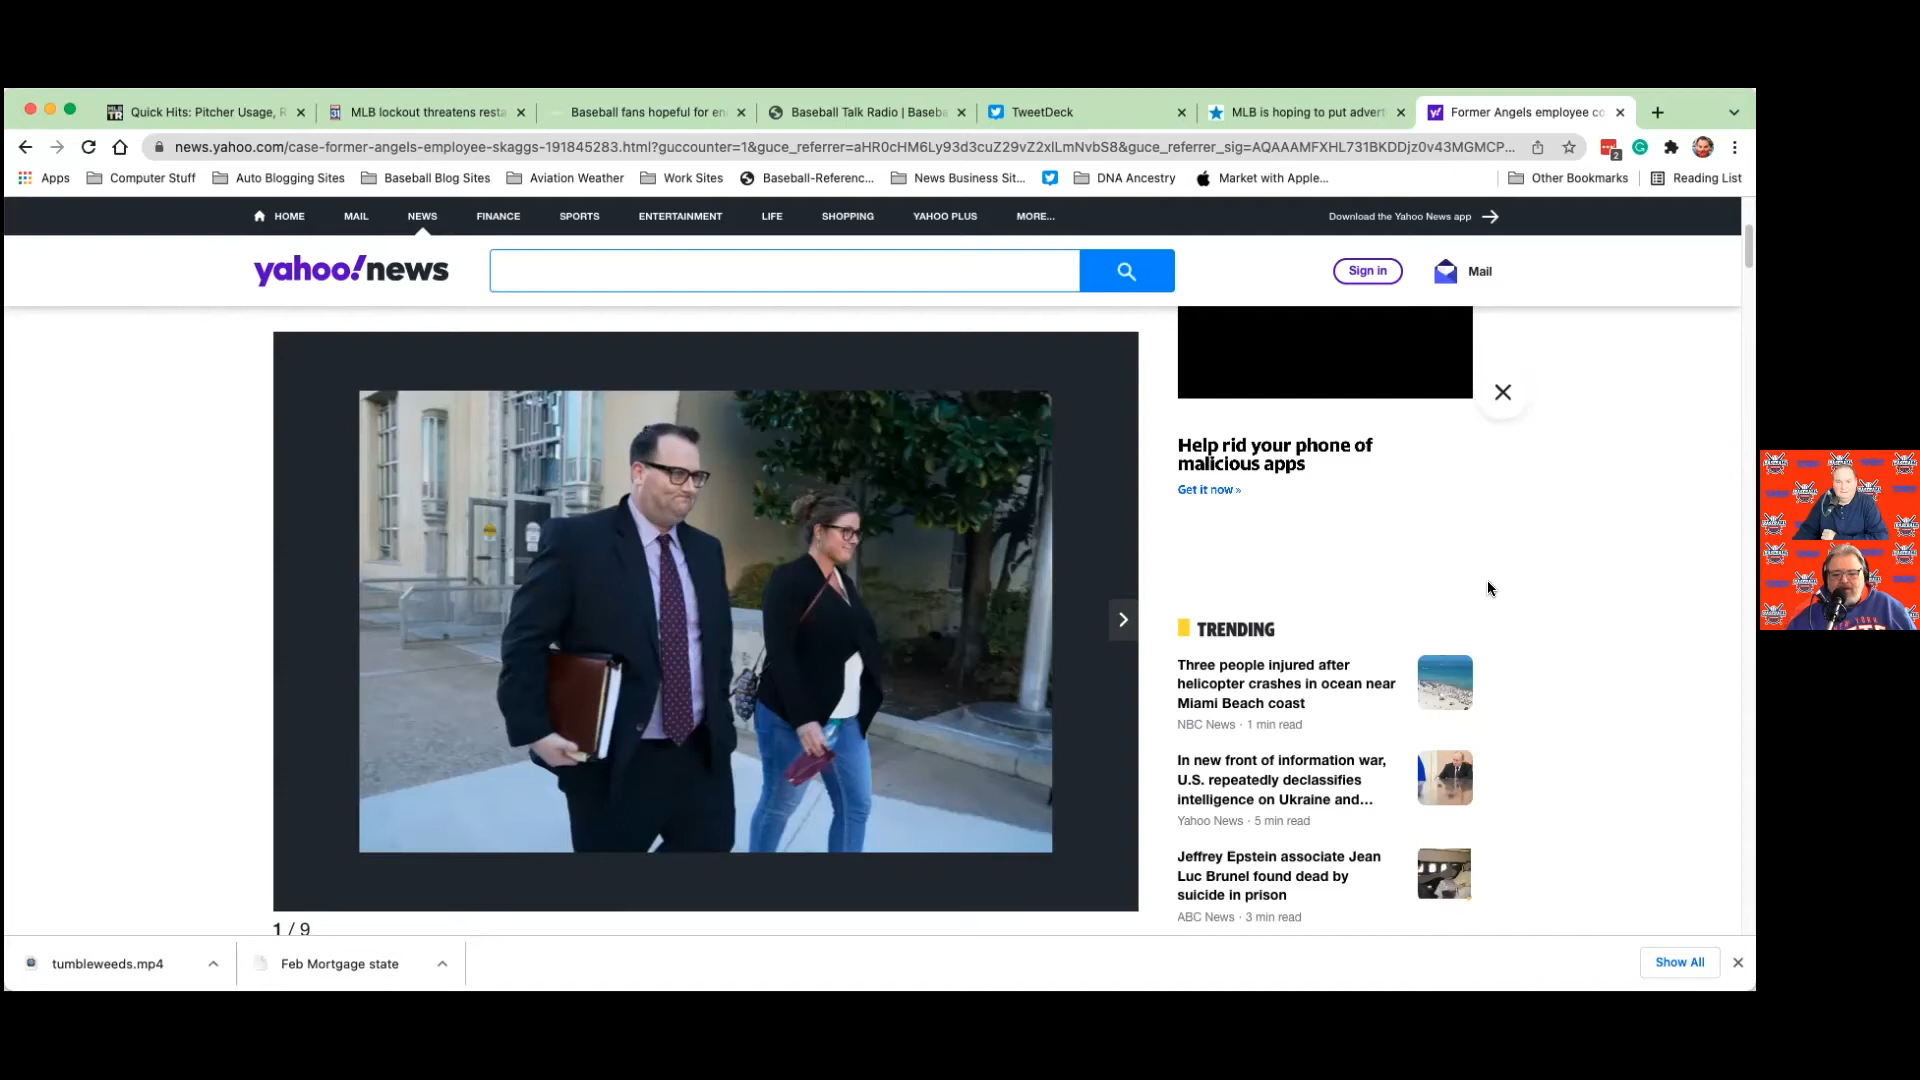 Quick Hits: Pitcher Usage, R
MLB lockout threatens resta
Baseball fans hopeful for en
Baseball Talk Radio | Baseba
TweetDeck
MLB is hoping to put advert
Former Angels employee co
news.yahoo.com/case-former-angels-employee-skaggs-191845283.html?guccounter=1&guce_referrer=aHR0cHM6Ly93d3cuZ29vZ2xlLmNvbS8&guce_referrer_sig=AQAAAMFXHL731BKDDjz0v43MGMCP...
2
Apps
Computer Stuff
Auto Blogging Sites
Baseball Blog Sites
Aviation Weather
Work Sites
Baseball-Referenc...
News Business Sit...
DNA Ancestry
Market with Apple...
Other Bookmarks
Reading List
HOME
MAIL
NEWS
FINANCE
SPORTS
ENTERTAINMENT
LIFE
SHOPPING
YAHOO PLUS
MORE...
Download the Yahoo News app
yahoo!news
Sign in
Mail
Help rid your phone of
malicious apps
Get it now »
TRENDING
Three people injured after
helicopter crashes in ocean near
Miami Beach coast
NBC News · 1 min read
In new front of information war,
U.S. repeatedly declassifies
intelligence on Ukraine and...
Yahoo News · 5 min read
Jeffrey Epstein associate Jean
Luc Brunel found dead by
suicide in prison
ABC News · 3 min read
1 / 9
tumbleweeds.mp4
Feb Mortgage state
Show All